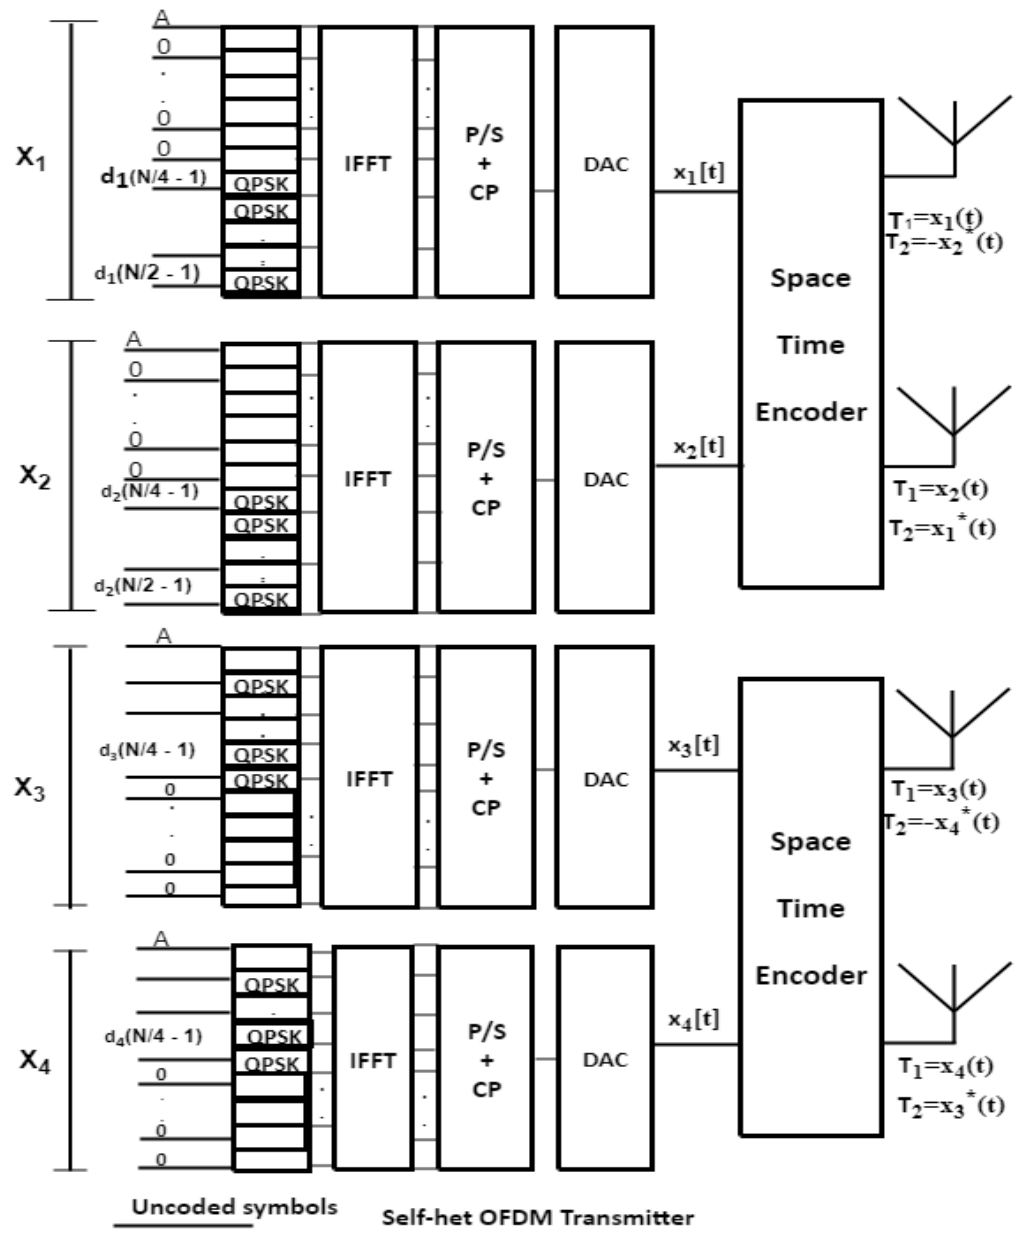 A
0
.
.
0
0
X1
d1(N/4 - 1)
d1(N/2 - 1)
QPSK
QPSK
.
:
QPSK
IFFT
P/S
+
CP
DAC
x1[t]
Space
Time
Encoder
T1=x1(t)
T2=-x2*(t)
A
0
.
.
0
0
X2
d2(N/4 - 1)
d2(N/2 - 1)
QPSK
QPSK
.
:
QPSK
IFFT
P/S
+
CP
DAC
x2[t]
T1=x2(t)
T2=x1*(t)
A
X3
d3(N/4 - 1)
0
.
.
0
0
QPSK
.
.
QPSK
QPSK
IFFT
P/S
+
CP
DAC
x3[t]
Space
Time
Encoder
T1=x3(t)
T2=-x4*(t)
A
X4
d4(N/4 - 1)
0
.
.
0
0
QPSK
.
QPSK
QPSK
IFFT
P/S
+
CP
DAC
x4[t]
T1=x4(t)
T2=x3*(t)
Uncoded symbols
Self-het OFDM Transmitter